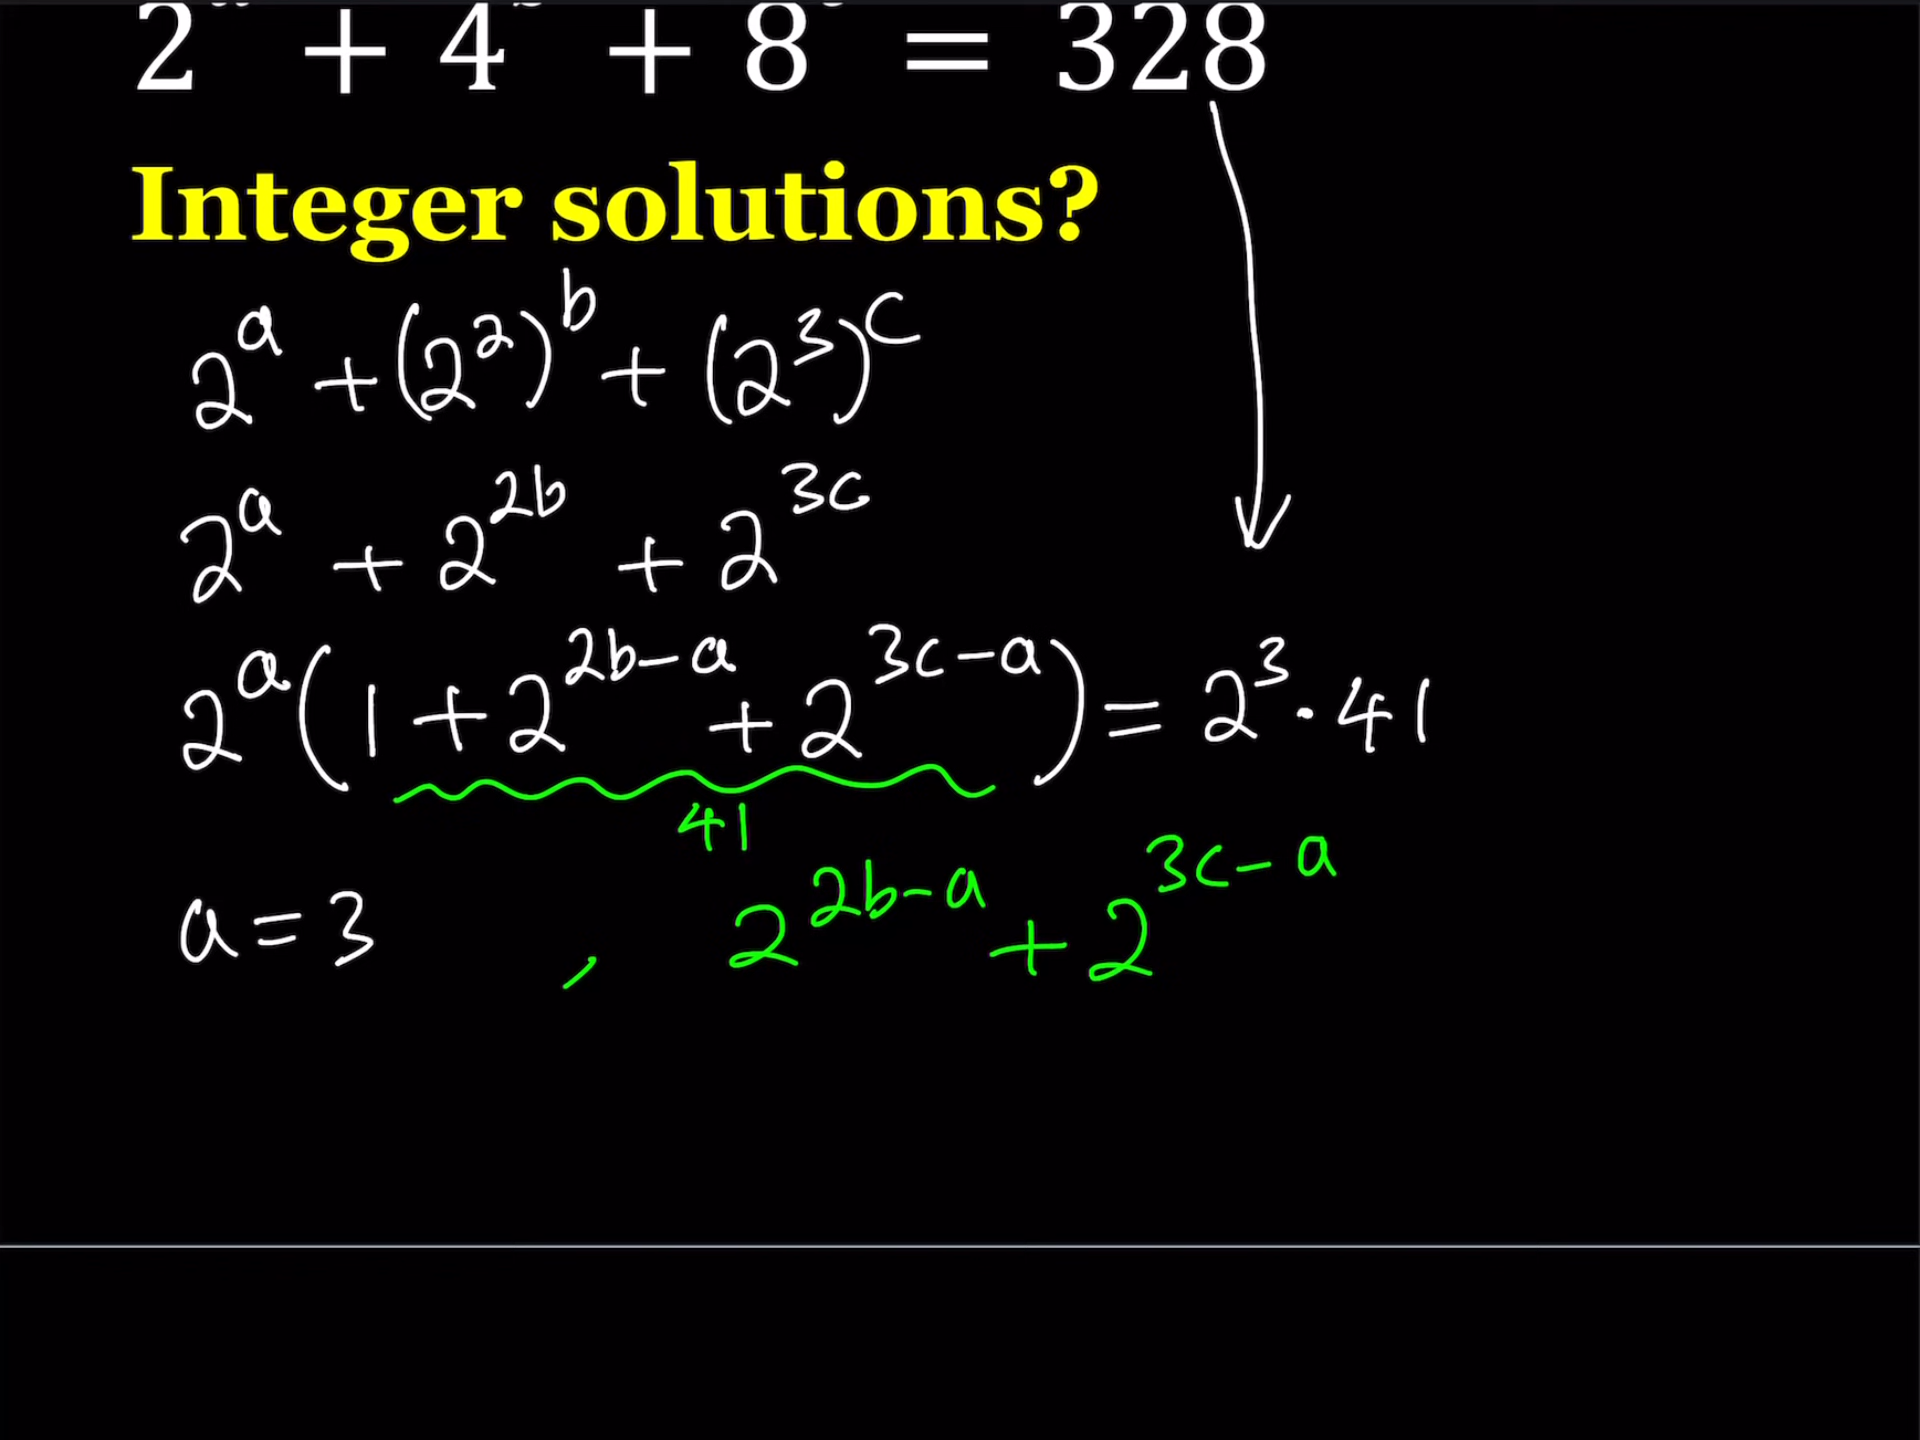 2 + 4 + 8 = 328
Integer solutions?
2^a + (2^2)^b + (2^3)^c
2^a + 2^{2b} + 2^{3c}
2^a (1 + 2^{2b-a} + 2^{3c-a}) = 2^3 · 41
41
a = 3 , 2^{2b-a} + 2^{3c-a}